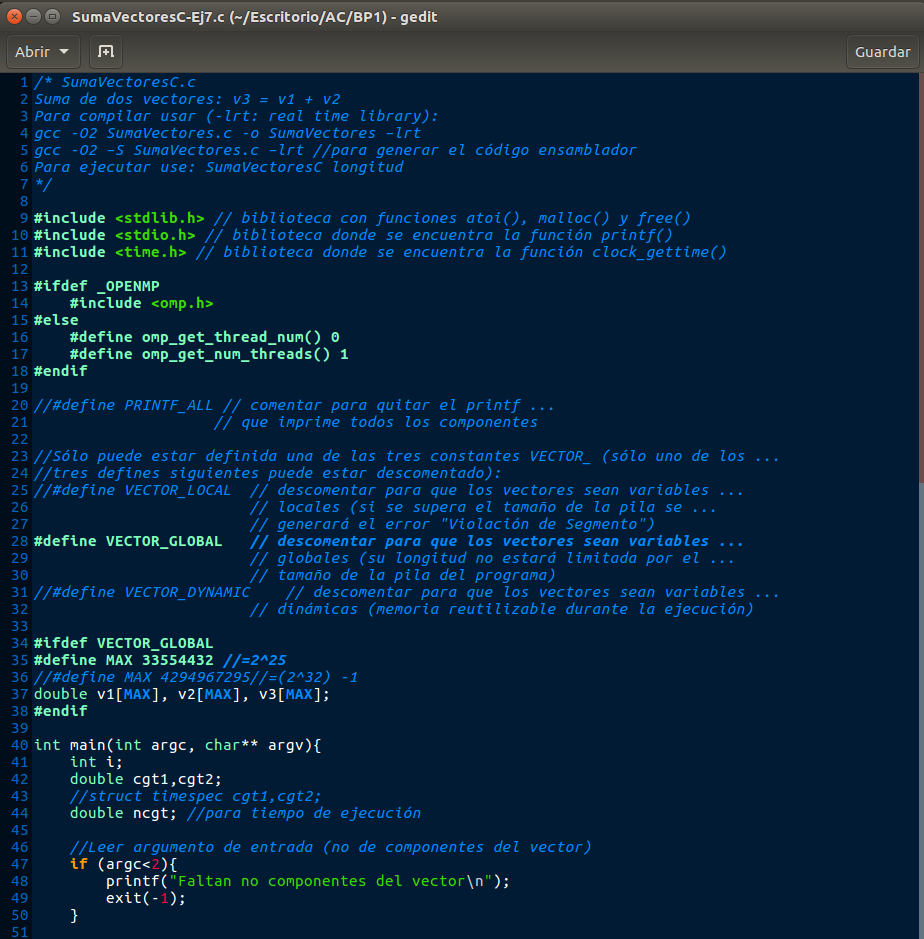 SumaVectoresC-Ej7.c (~/Escritorio/AC/BP1) - gedit
Abrir
Guardar
1 /* SumaVectoresC.c
2 Suma de dos vectores: v3 = v1 + v2
3 Para compilar usar (-lrt: real time library):
4 gcc -O2 SumaVectores.c -o SumaVectores –lrt
5 gcc -O2 –S SumaVectores.c –lrt //para generar el código ensamblador
6 Para ejecutar use: SumaVectoresC longitud
7 */
8
9 #include <stdlib.h> // biblioteca con funciones atoi(), malloc() y free()
10 #include <stdio.h> // biblioteca donde se encuentra la función printf()
11 #include <time.h> // biblioteca donde se encuentra la función clock_gettime()
12
13 #ifdef _OPENMP
14     #include <omp.h>
15 #else
16     #define omp_get_thread_num() 0
17     #define omp_get_num_threads() 1
18 #endif
19
20 //#define PRINTF_ALL // comentar para quitar el printf ...
21                     // que imprime todos los componentes
22
23 //Sólo puede estar definida una de las tres constantes VECTOR_ (sólo uno de los ...
24 //tres defines siguientes puede estar descomentado):
25 //#define VECTOR_LOCAL  // descomentar para que los vectores sean variables ...
26                         // locales (si se supera el tamaño de la pila se ...
27                         // generará el error "Violación de Segmento")
28 #define VECTOR_GLOBAL   // descomentar para que los vectores sean variables ...
29                         // globales (su longitud no estará limitada por el ...
30                         // tamaño de la pila del programa)
31 //#define VECTOR_DYNAMIC    // descomentar para que los vectores sean variables ...
32                         // dinámicas (memoria reutilizable durante la ejecución)
33
34 #ifdef VECTOR_GLOBAL
35 #define MAX 33554432 //=2^25
36 //#define MAX 4294967295//=(2^32) -1
37 double v1[MAX], v2[MAX], v3[MAX];
38 #endif
39
40 int main(int argc, char** argv){
41     int i;
42     double cgt1,cgt2;
43     //struct timespec cgt1,cgt2;
44     double ncgt; //para tiempo de ejecución
45
46     //Leer argumento de entrada (no de componentes del vector)
47     if (argc<2){
48         printf("Faltan no componentes del vector\n");
49         exit(-1);
50     }
51